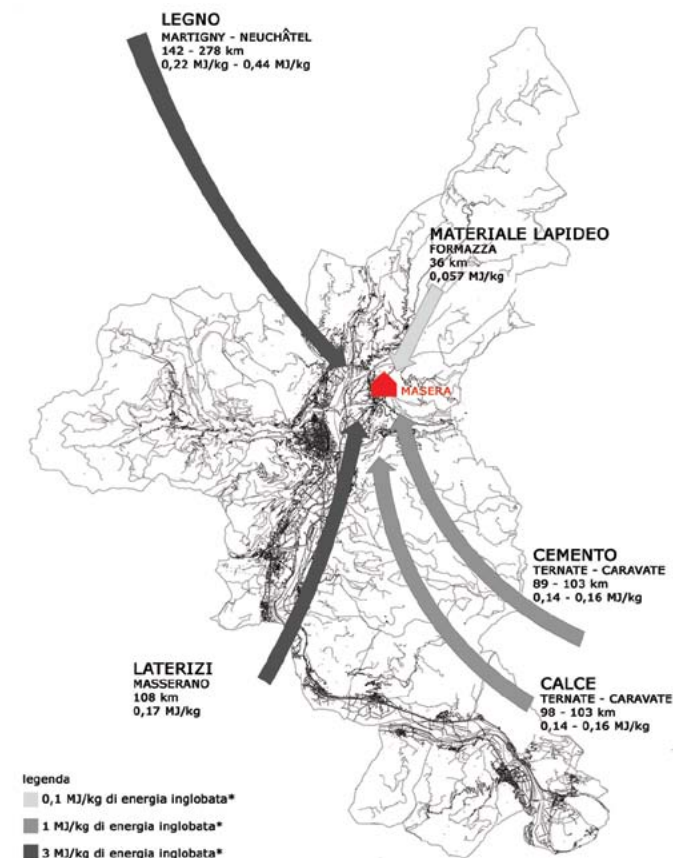 LEGNO
MARTIGNY - NEUCHÂTEL
142 - 278 km
0,22 MJ/kg - 0,44 MJ/kg
MATERIALE LAPIDEO
FORMAZZA
36 km
0,057 MJ/kg
MASERA
CEMENTO
TERNATE - CARAVATE
89 - 103 km
0,14 - 0,16 MJ/kg
LATERIZI
MASSERANO
108 km
0,17 MJ/kg
CALCE
TERNATE - CARAVATE
98 - 103 km
0,14 - 0,16 MJ/kg
legenda
0,1 MJ/kg di energia inglobata*
1 MJ/kg di energia inglobata*
3 MJ/kg di energia inglobata*